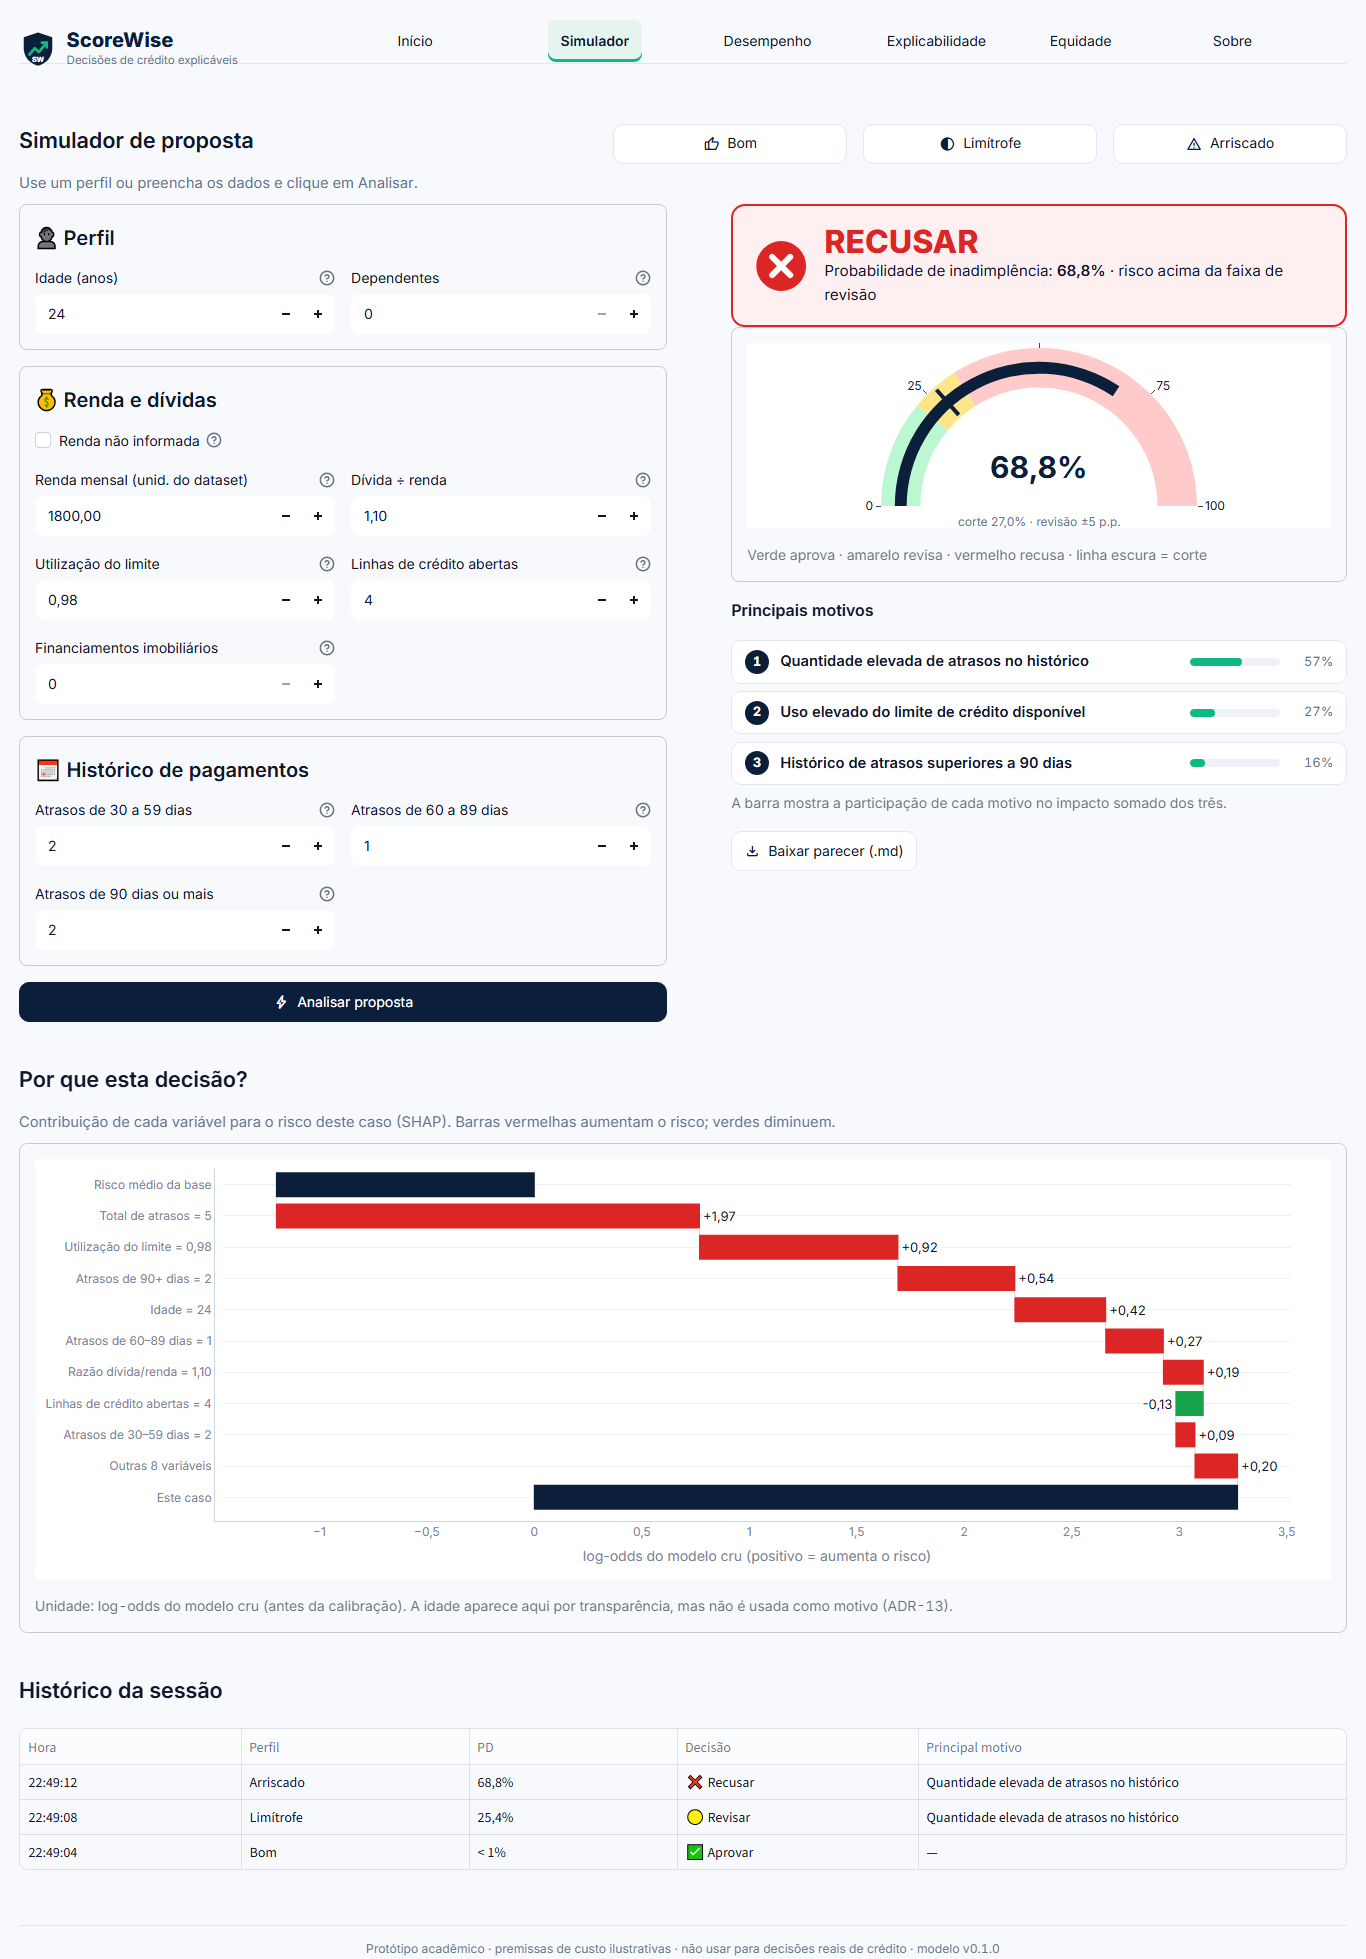 ScoreWise
Decisões de crédito explicáveis
SW
Início
Simulador
Desempenho
Explicabilidade
Equidade
Sobre
Simulador de proposta
Bom
Limítrofe
Arriscado
Use um perfil ou preencha os dados e clique em Analisar.
Perfil
Idade (anos)
Dependentes
24
0
Renda e dívidas
Renda não informada
Renda mensal (unid. do dataset)
Dívida ÷ renda
1800,00
1,10
Utilização do limite
Linhas de crédito abertas
0,98
4
Financiamentos imobiliários
0
Histórico de pagamentos
Atrasos de 30 a 59 dias
Atrasos de 60 a 89 dias
2
1
Atrasos de 90 dias ou mais
2
Analisar proposta
RECUSAR
Probabilidade de inadimplência: 68,8% · risco acima da faixa de
revisão
25
75
68,8%
0
100
corte 27,0% · revisão ±5 p.p.
Verde aprova · amarelo revisa · vermelho recusa · linha escura = corte
Principais motivos
1 Quantidade elevada de atrasos no histórico 57%
2 Uso elevado do limite de crédito disponível 27%
3 Histórico de atrasos superiores a 90 dias 16%
A barra mostra a participação de cada motivo no impacto somado dos três.
Baixar parecer (.md)
Por que esta decisão?
Contribuição de cada variável para o risco deste caso (SHAP). Barras vermelhas aumentam o risco; verdes diminuem.
Risco médio da base
Total de atrasos = 5 +1,97
Utilização do limite = 0,98 +0,92
Atrasos de 90+ dias = 2 +0,54
Idade = 24 +0,42
Atrasos de 60–89 dias = 1 +0,27
Razão dívida/renda = 1,10 +0,19
Linhas de crédito abertas = 4 -0,13
Atrasos de 30–59 dias = 2 +0,09
Outras 8 variáveis +0,20
Este caso
−1 −0,5 0 0,5 1 1,5 2 2,5 3 3,5
log-odds do modelo cru (positivo = aumenta o risco)
Unidade: log-odds do modelo cru (antes da calibração). A idade aparece aqui por transparência, mas não é usada como motivo (ADR-13).
Histórico da sessão
Hora Perfil PD Decisão Principal motivo
22:49:12 Arriscado 68,8% Recusar Quantidade elevada de atrasos no histórico
22:49:08 Limítrofe 25,4% Revisar Quantidade elevada de atrasos no histórico
22:49:04 Bom < 1% Aprovar —
Protótipo acadêmico · premissas de custo ilustrativas · não usar para decisões reais de crédito · modelo v0.1.0